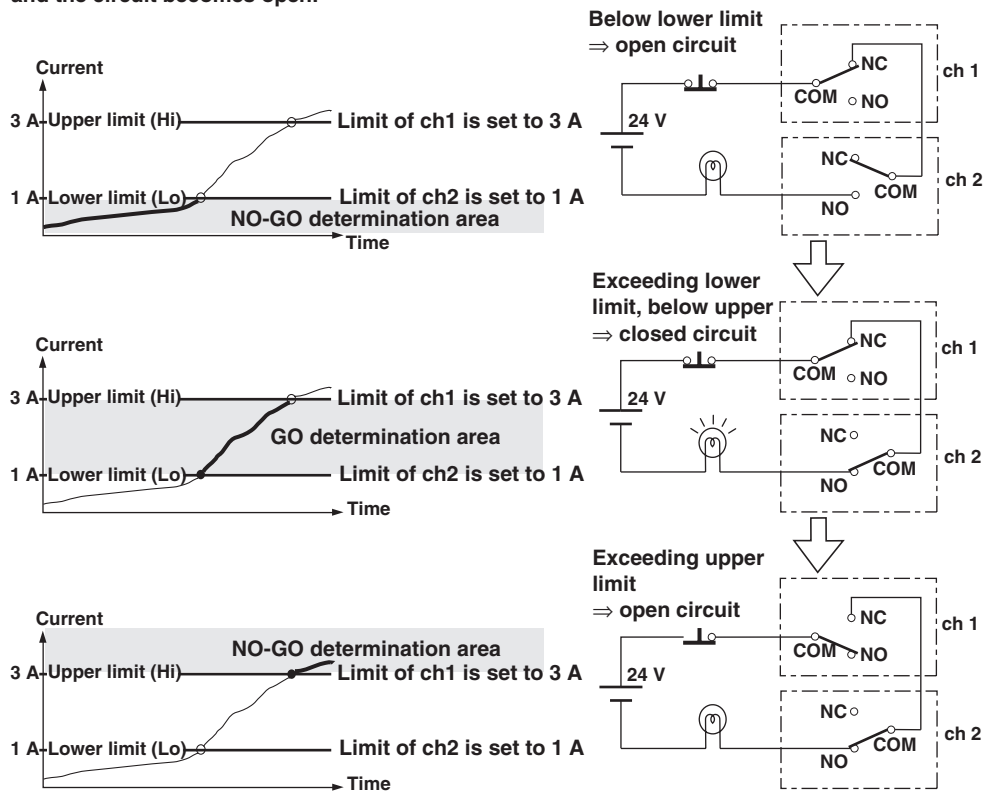 and the circuit becomes open.
Below lower limit
⇒ open circuit
Current
3 A
Upper limit (Hi)
Limit of ch1 is set to 3 A
1 A
Lower limit (Lo)
Limit of ch2 is set to 1 A
NO-GO determination area
Time
24 V
NC
COM
NO
ch 1
NC
COM
NO
ch 2
Exceeding lower
limit, below upper
⇒ closed circuit
Current
3 A
Upper limit (Hi)
Limit of ch1 is set to 3 A
GO determination area
1 A
Lower limit (Lo)
Limit of ch2 is set to 1 A
Time
24 V
NC
COM
NO
ch 1
NC
COM
NO
ch 2
Exceeding upper
limit
⇒ open circuit
Current
NO-GO determination area
3 A
Upper limit (Hi)
Limit of ch1 is set to 3 A
1 A
Lower limit (Lo)
Limit of ch2 is set to 1 A
Time
24 V
NC
COM
NO
ch 1
NC
COM
NO
ch 2